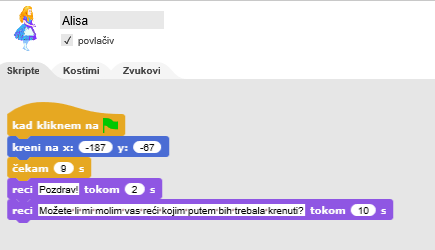 Alisa
povlačiv
Skripte Kostimi Zvukovi
kad kliknem na
kreni na x: -187 y: -67
čekam 9 s
reci Pozdrav! tokom 2 s
reci Možete li mi molim vas reći kojim putem bih trebala krenuti? tokom 10 s